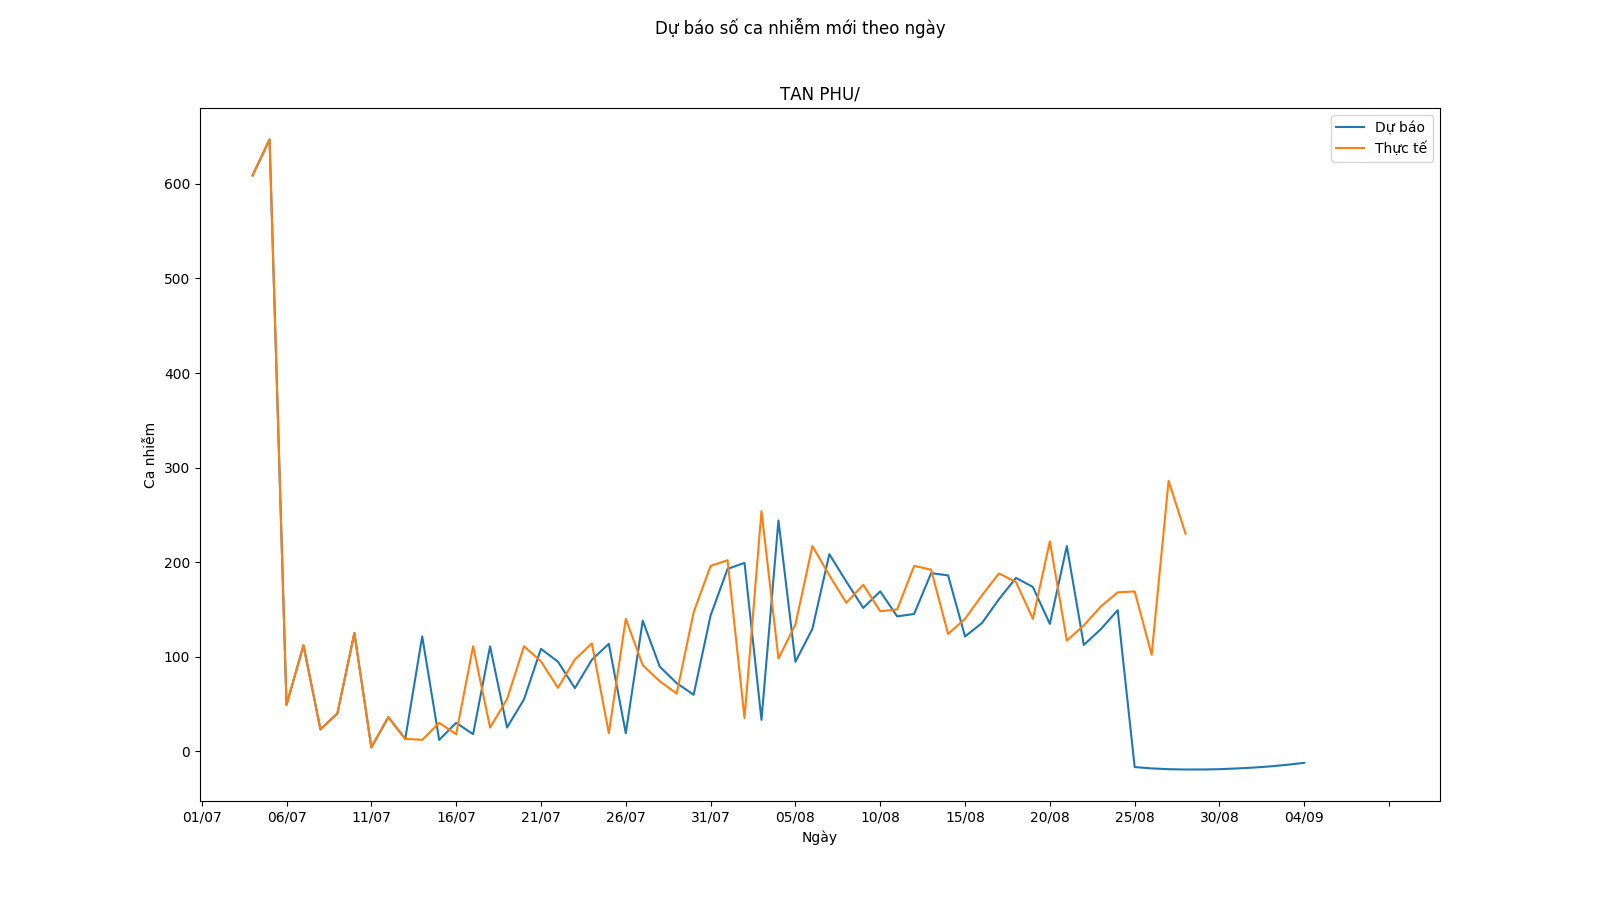 Dự báo số ca nhiễm mới theo ngày
TAN PHU/
Dự báo
Thực tế
600
500
400
300
200
100
0
Ca nhiễm
01/07 06/07 11/07 16/07 21/07 26/07 31/07 05/08 10/08 15/08 20/08 25/08 30/08 04/09
Ngày